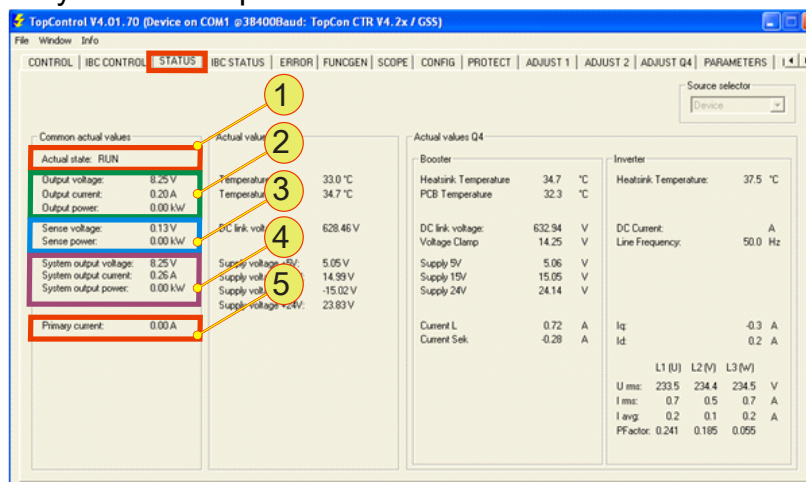 TopControl V4.01.70 (Device on COM1 @38400Baud: TopCon CTR V4.2x / GSS)
File Window Info
CONTROL IBC CONTROL STATUS IBC STATUS ERROR FUNCGEN SCOPE CONFIG PROTECT ADJUST 1 ADJUST 2 ADJUST Q4 PARAMETERS
Source selector
Device
1
2
3
4
5
Common actual values
Actual state: RUN
Output voltage: 8.25 V
Output current: 0.20 A
Output power: 0.00 kW
Sense voltage: 0.13 V
Sense power: 0.00 kW
System output voltage: 8.25 V
System output current: 0.26 A
System output power: 0.00 kW
Primary current: 0.00 A
Actual
33.0 °C
34.7 °C
DC link 628.46 V
Supply voltage +5V: 5.05 V
Supply 14.99 V
Supply -15.02 V
Supply voltage +24V: 23.83 V
Actual values Q4
Booster
Heatsink Temperature 34.7 °C
PCB Temperature 32.3 °C
DC link voltage: 632.94 V
Voltage Clamp 14.25 V
Supply 5V 5.06 V
Supply 15V 15.05 V
Supply 24V 24.14 V
Current L 0.72 A
Current Sek. -0.28 A
Inverter
Heatsink Temperature: 37.5 °C
DC Current: A
Line Frequency: 50.0 Hz
Iq: -0.3 A
Id: 0.2 A
L1 (U) L2 (V) L3 (W)
U rms: 233.5 234.4 234.5 V
I rms: 0.7 0.5 0.7 A
I avg: 0.2 0.1 0.2 A
PFactor: 0.241 0.185 0.055